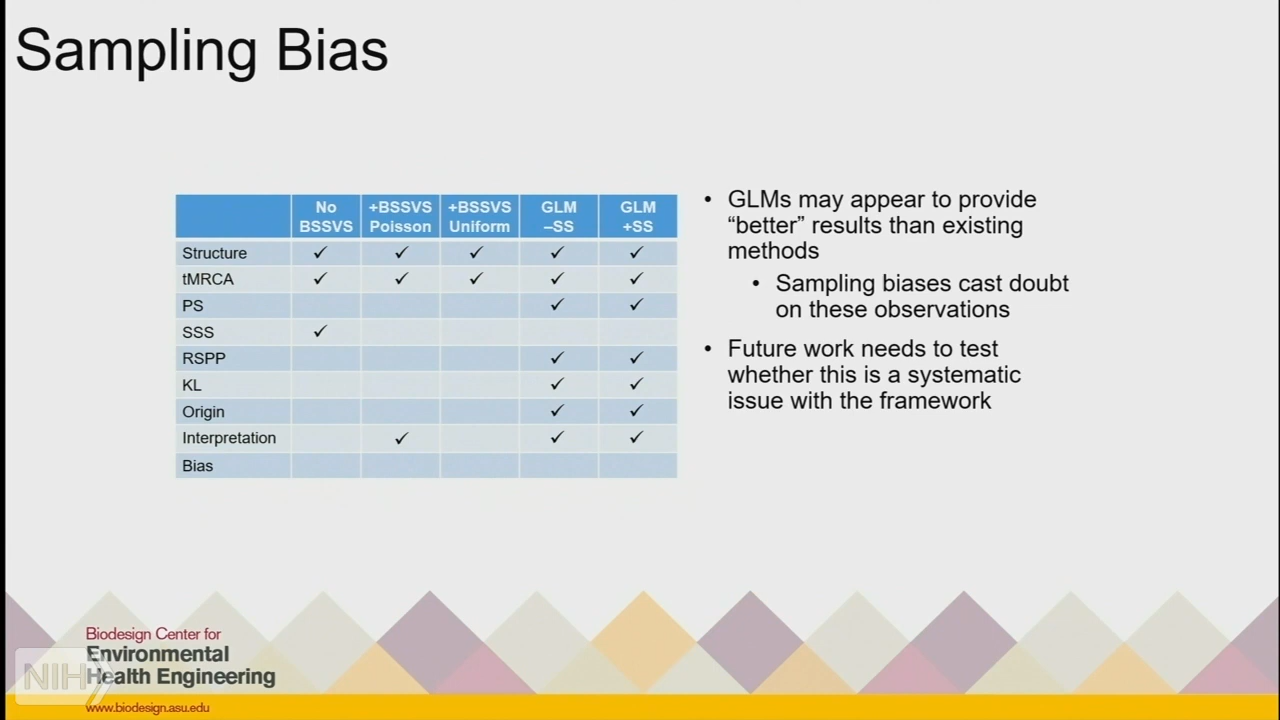 Sampling Bias
No BSSVS +BSSVS Poisson +BSSVS Uniform GLM –SS GLM +SS
Structure ✓ ✓ ✓ ✓ ✓
tMRCA ✓ ✓ ✓ ✓ ✓
PS ✓ ✓
SSS ✓
RSPP ✓ ✓
KL ✓ ✓
Origin ✓ ✓
Interpretation ✓ ✓ ✓
Bias
• GLMs may appear to provide
“better” results than existing
methods
• Sampling biases cast doubt
on these observations
• Future work needs to test
whether this is a systematic
issue with the framework
Biodesign Center for
Environmental
Health Engineering
NIH
www.biodesign.asu.edu